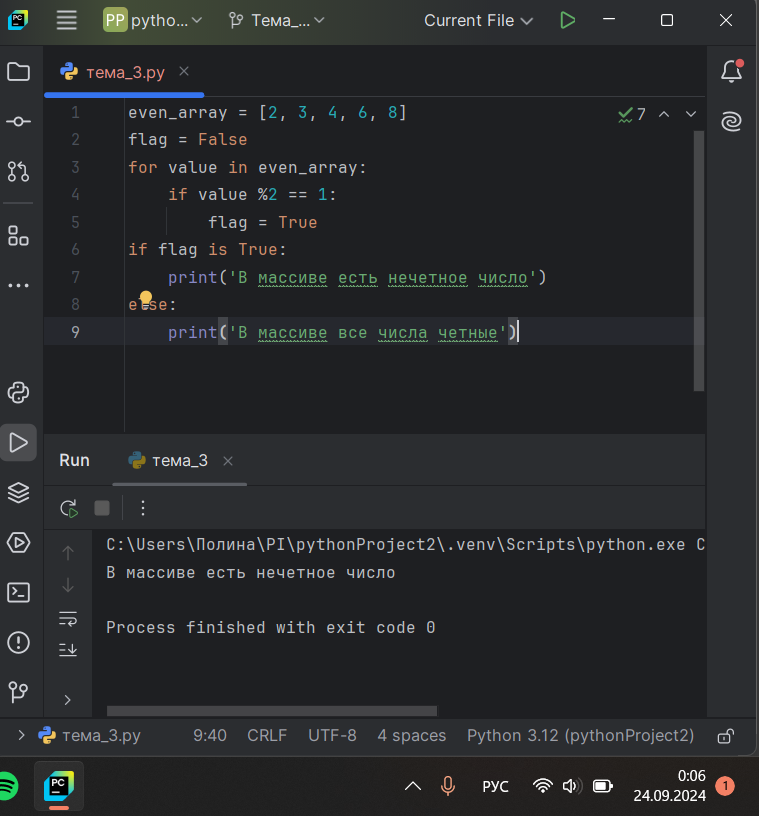 PC
PP python... Тема_... Current File
тема_3.py
7
1 even_array = [2, 3, 4, 6, 8]
2 flag = False
3 for value in even_array:
4     if value %2 == 1:
5         flag = True
6 if flag is True:
7     print('В массиве есть нечетное число')
8 else:
9     print('В массиве все числа четные')
Run тема_3
C:\Users\Полина\PI\pythonProject2\.venv\Scripts\python.exe C
В массиве есть нечетное число
Process finished with exit code 0
тема_3.py 9:40 CRLF UTF-8 4 spaces Python 3.12 (pythonProject2)
PC РУС 0:06 1
24.09.2024